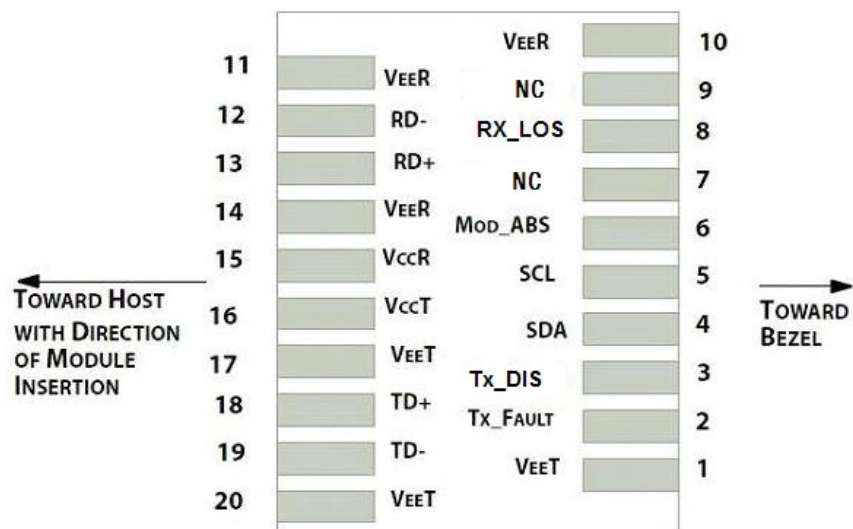 VEER 10
11 VEER
NC 9
12 RD-
RX_LOS 8
13 RD+
NC 7
14 VEER
MOD_ABS 6
15 VCCR
SCL 5
TOWARD HOST
WITH DIRECTION
OF MODULE
INSERTION
TOWARD
BEZEL
16 VCCT
SDA 4
17 VEET
TX_DIS 3
18 TD+
TX_FAULT 2
19 TD-
VEET 1
20 VEET